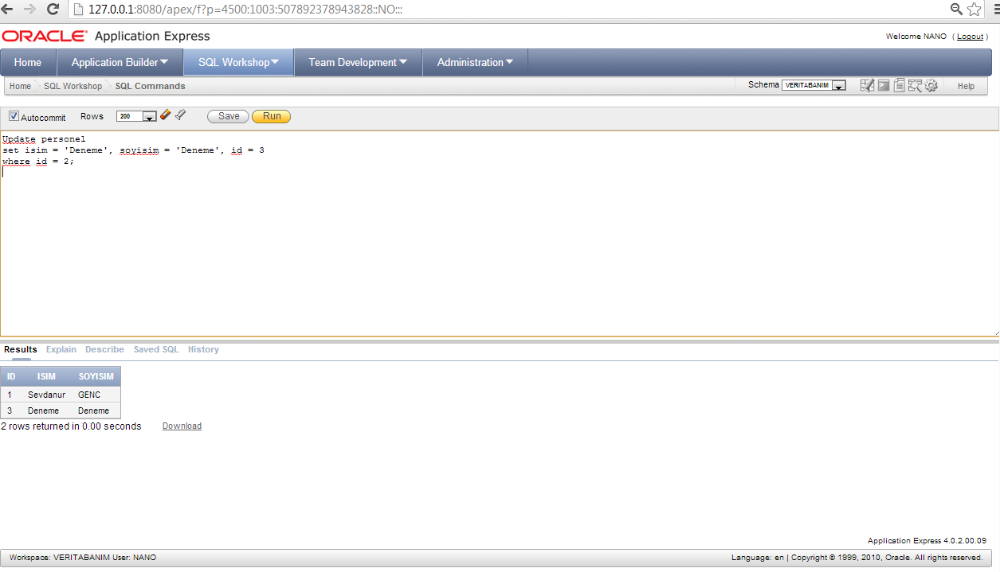 127.0.0.1:8080/apex/f?p=4500:1003:507892378943828::NO:::
ORACLE Application Express
Welcome NANO ( Logout )
Home Application Builder SQL Workshop Team Development Administration
Home SQL Workshop SQL Commands Schema VERITABANIM Help
Autocommit Rows 200 Save Run
Update personel
set isim = 'Deneme', soyisim = 'Deneme', id = 3
where id = 2;
Results Explain Describe Saved SQL History
ID ISIM SOYISIM
1 Sevdanur GENC
3 Deneme Deneme
2 rows returned in 0.00 seconds Download
Application Express 4.0.2.00.09
Workspace: VERITABANIM User: NANO Language: en | Copyright © 1999, 2010, Oracle. All rights reserved.